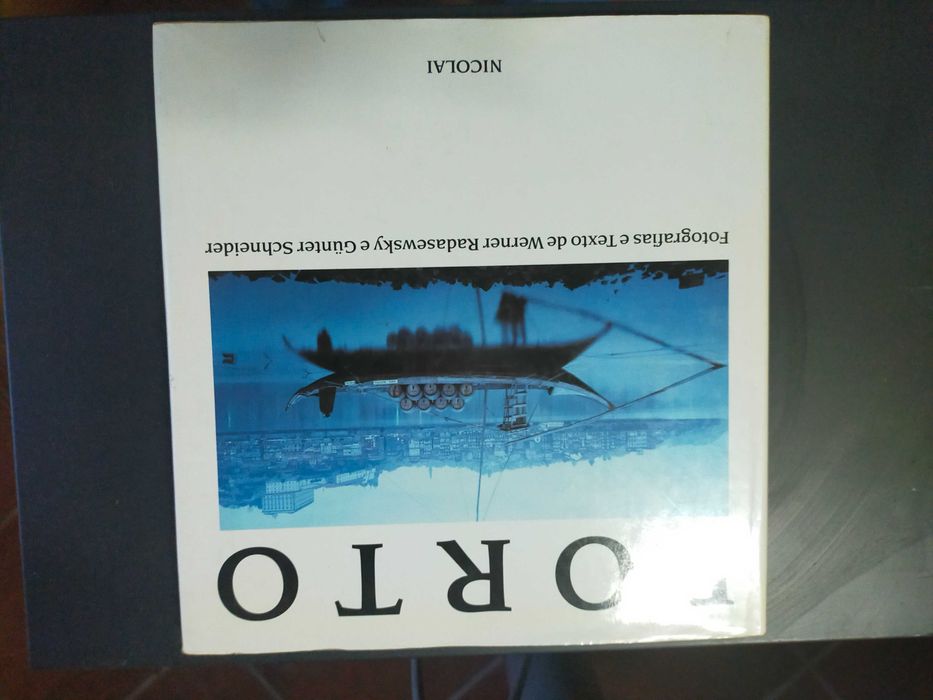 PORTO
Fotografias e Texto de Werner Radasewsky e Günter Schneider
NICOLAI